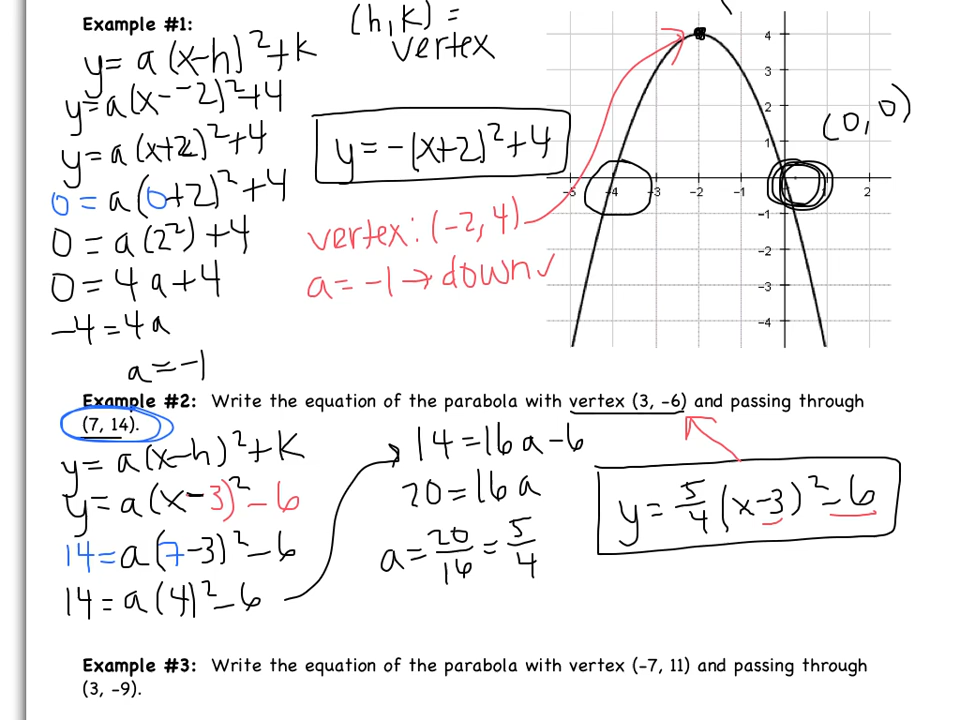 Example #1:
(h,k) =
vertex
y= a(x-h)²+k
y=a(x--2)²+4
y=a(x+2)²+4
0=a(0+2)²+4
0=a(2²)+4
0=4a+4
-4=4a
a=-1
y=-(x+2)²+4
vertex: (-2,4)
a=-1→down✓
4
3
2
1
(0,0)
-5 -4 -3 -2 -1 1 2
-1
-2
-3
-4
Example #2: Write the equation of the parabola with vertex (3, -6) and passing through
(7, 14).
y=a(x-h)²+k
y=a(x-3)²-6
14=a(7-3)²-6
14=a(4)²-6
14=16a-6
20=16a
a=20/16=5/4
y=5/4(x-3)²-6
Example #3: Write the equation of the parabola with vertex (-7, 11) and passing through
(3, -9).